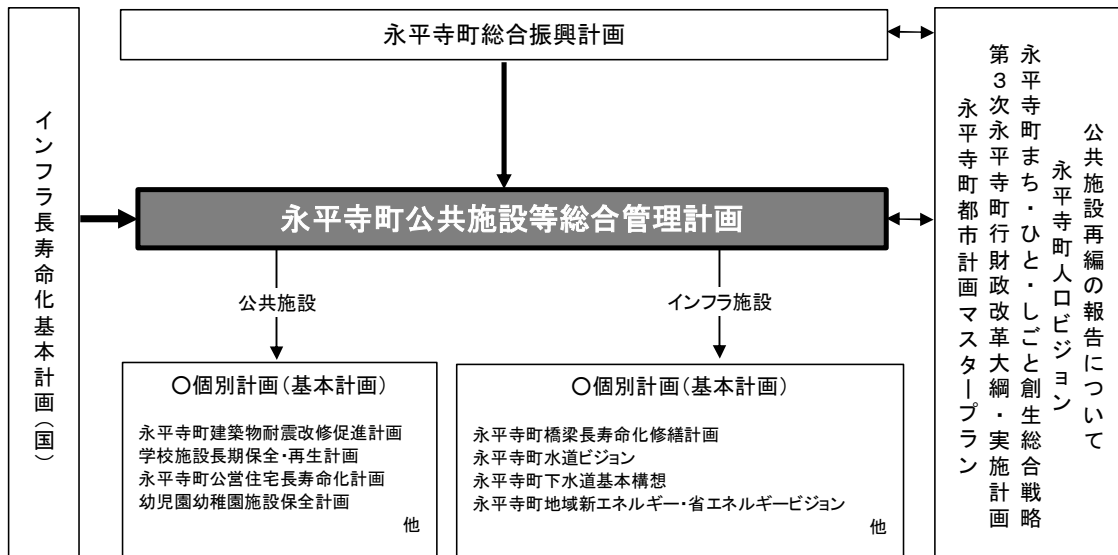 永平寺町総合振興計画
インフラ長寿命化基本計画(国)
永平寺町公共施設等総合管理計画
公共施設再編の報告について
永平寺町人口ビジョン
永平寺町まち・ひと・しごと創生総合戦略
第3次永平寺町行財政改革大綱・実施計画
永平寺町都市計画マスタープラン
公共施設
インフラ施設
○個別計画(基本計画)
永平寺町建築物耐震改修促進計画
学校施設長期保全・再生計画
永平寺町公営住宅長寿命化計画
幼児園幼稚園施設保全計画
他
○個別計画(基本計画)
永平寺町橋梁長寿命化修繕計画
永平寺町水道ビジョン
永平寺町下水道基本構想
永平寺町地域新エネルギー・省エネルギービジョン
他